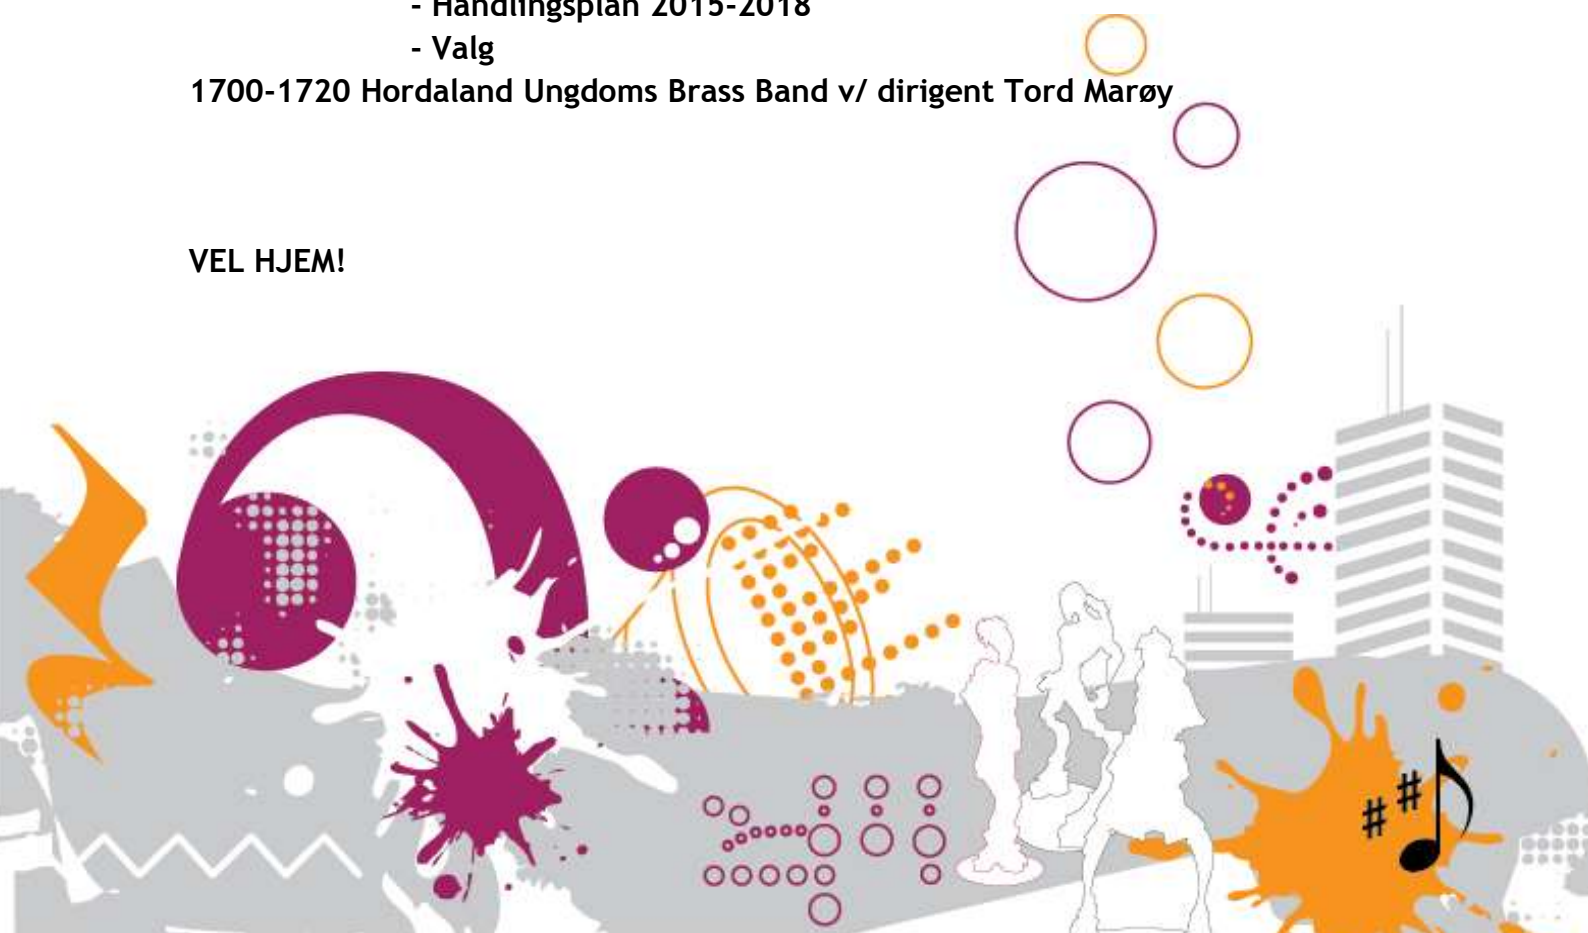 - Handlingsplan 2015-2018
- Valg
1700-1720 Hordaland Ungdoms Brass Band v/ dirigent Tord Marøy
VEL HJEM!